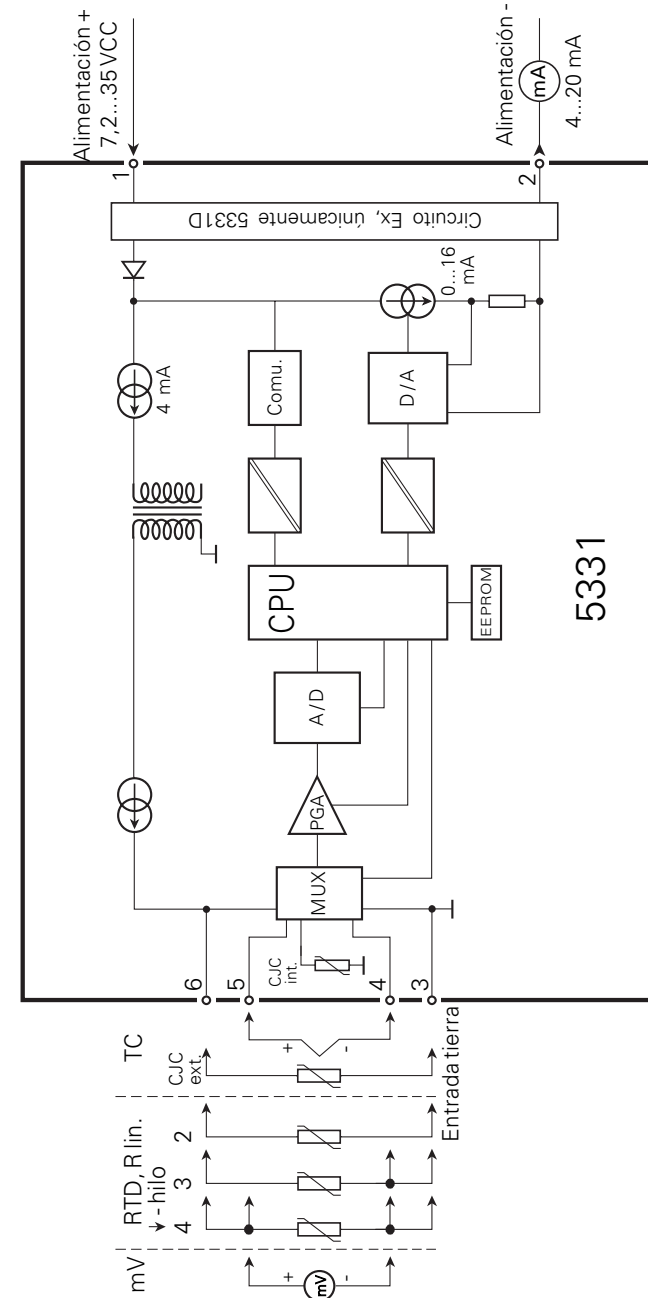 Alimentación +
7,2...35 VCC
Alimentación -
mA
4...20 mA
1
2
Circuito Ex, únicamente 5331D
4 mA
0...16
mA
Comu.
D/A
CPU
EEPROM
5331
A/D
PGA
MUX
CJC
int.
6
5
4
3
TC
CJC
ext.
+
-
Entrada tierra
RTD, R lin.
- hilo
2
3
4
mV
+
mV
-